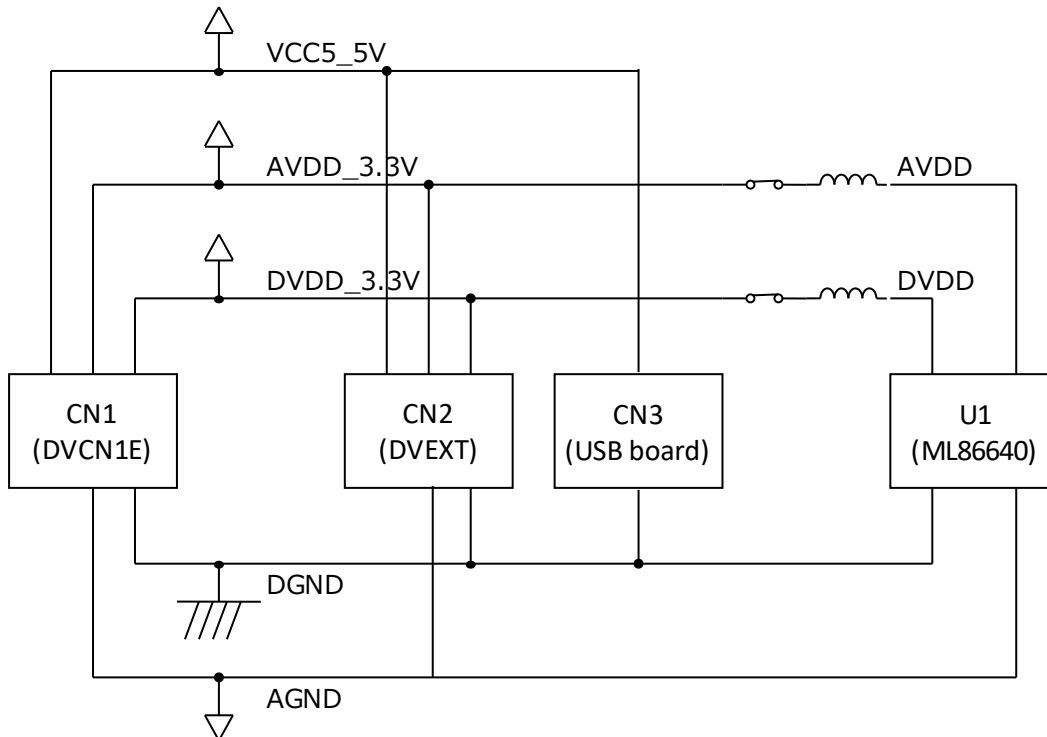 VCC5_5V
AVDD_3.3V
AVDD
DVDD_3.3V
DVDD
CN1
(DVCN1E)
CN2
(DVEXT)
CN3
(USB board)
U1
(ML86640)
DGND
AGND